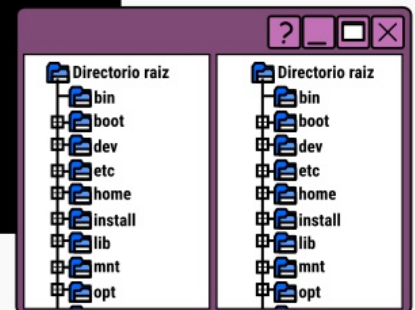 ?
Directorio raiz
bin
boot
dev
etc
home
install
lib
mnt
opt
Directorio raiz
bin
boot
dev
etc
home
install
lib
mnt
opt